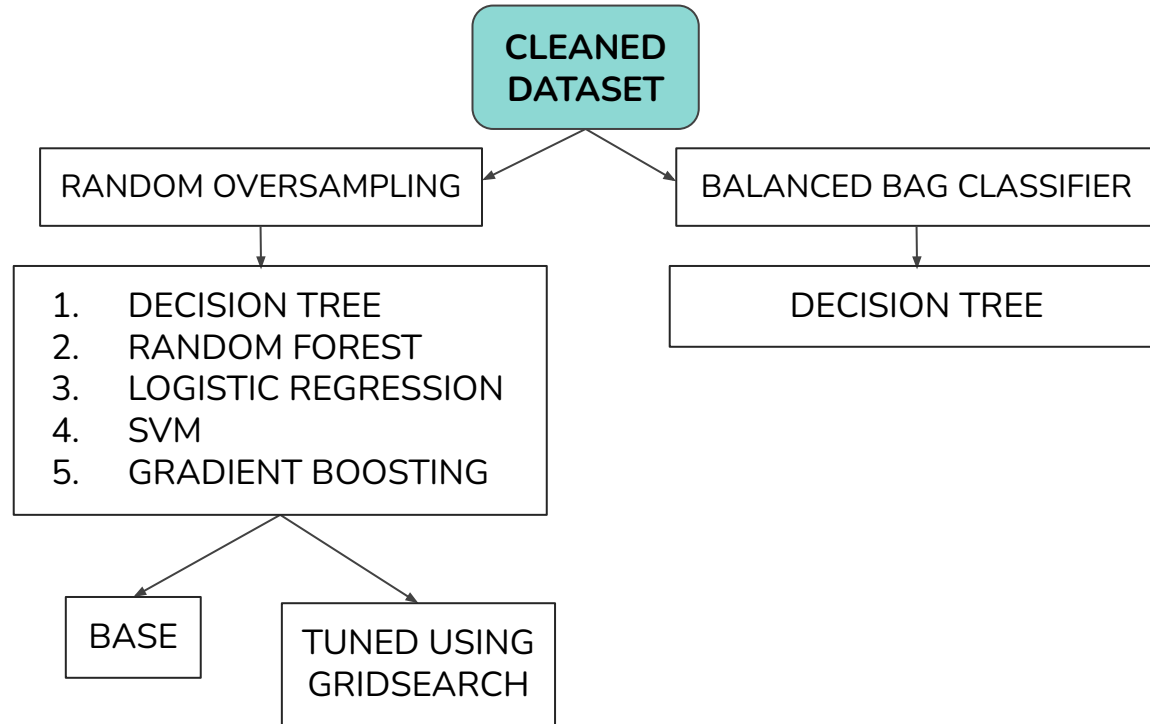 CLEANED
DATASET
RANDOM OVERSAMPLING
BALANCED BAG CLASSIFIER
1. DECISION TREE
2. RANDOM FOREST
3. LOGISTIC REGRESSION
4. SVM
5. GRADIENT BOOSTING
DECISION TREE
BASE
TUNED USING
GRIDSEARCH